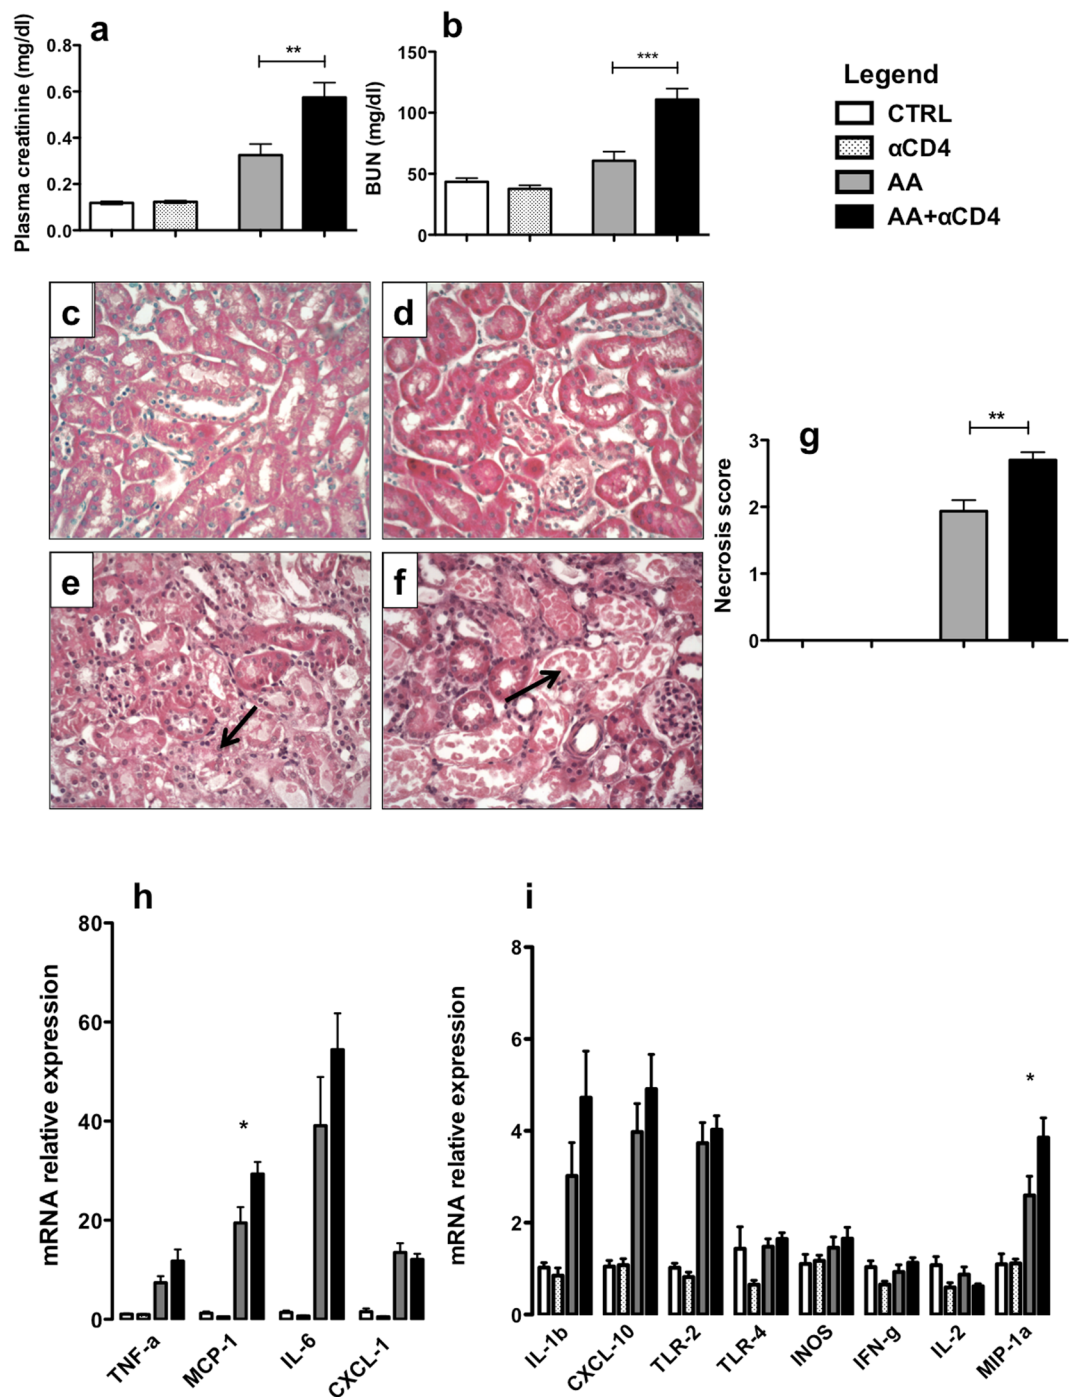 a
Plasma creatinine (mg/dl)
0.8
0.6
0.4
0.2
0.0
**
b
BUN (mg/dl)
150
100
50
0
***
Legend
CTRL
αCD4
AA
AA+αCD4
c
d
e
f
g
Necrosis score
3
2
1
0
**
h
mRNA relative expression
80
60
40
20
0
*
TNF-a
MCP-1
IL-6
CXCL-1
i
mRNA relative expression
8
6
4
2
0
*
IL-1b
CXCL-10
TLR-2
TLR-4
INOS
IFN-g
IL-2
MIP-1a